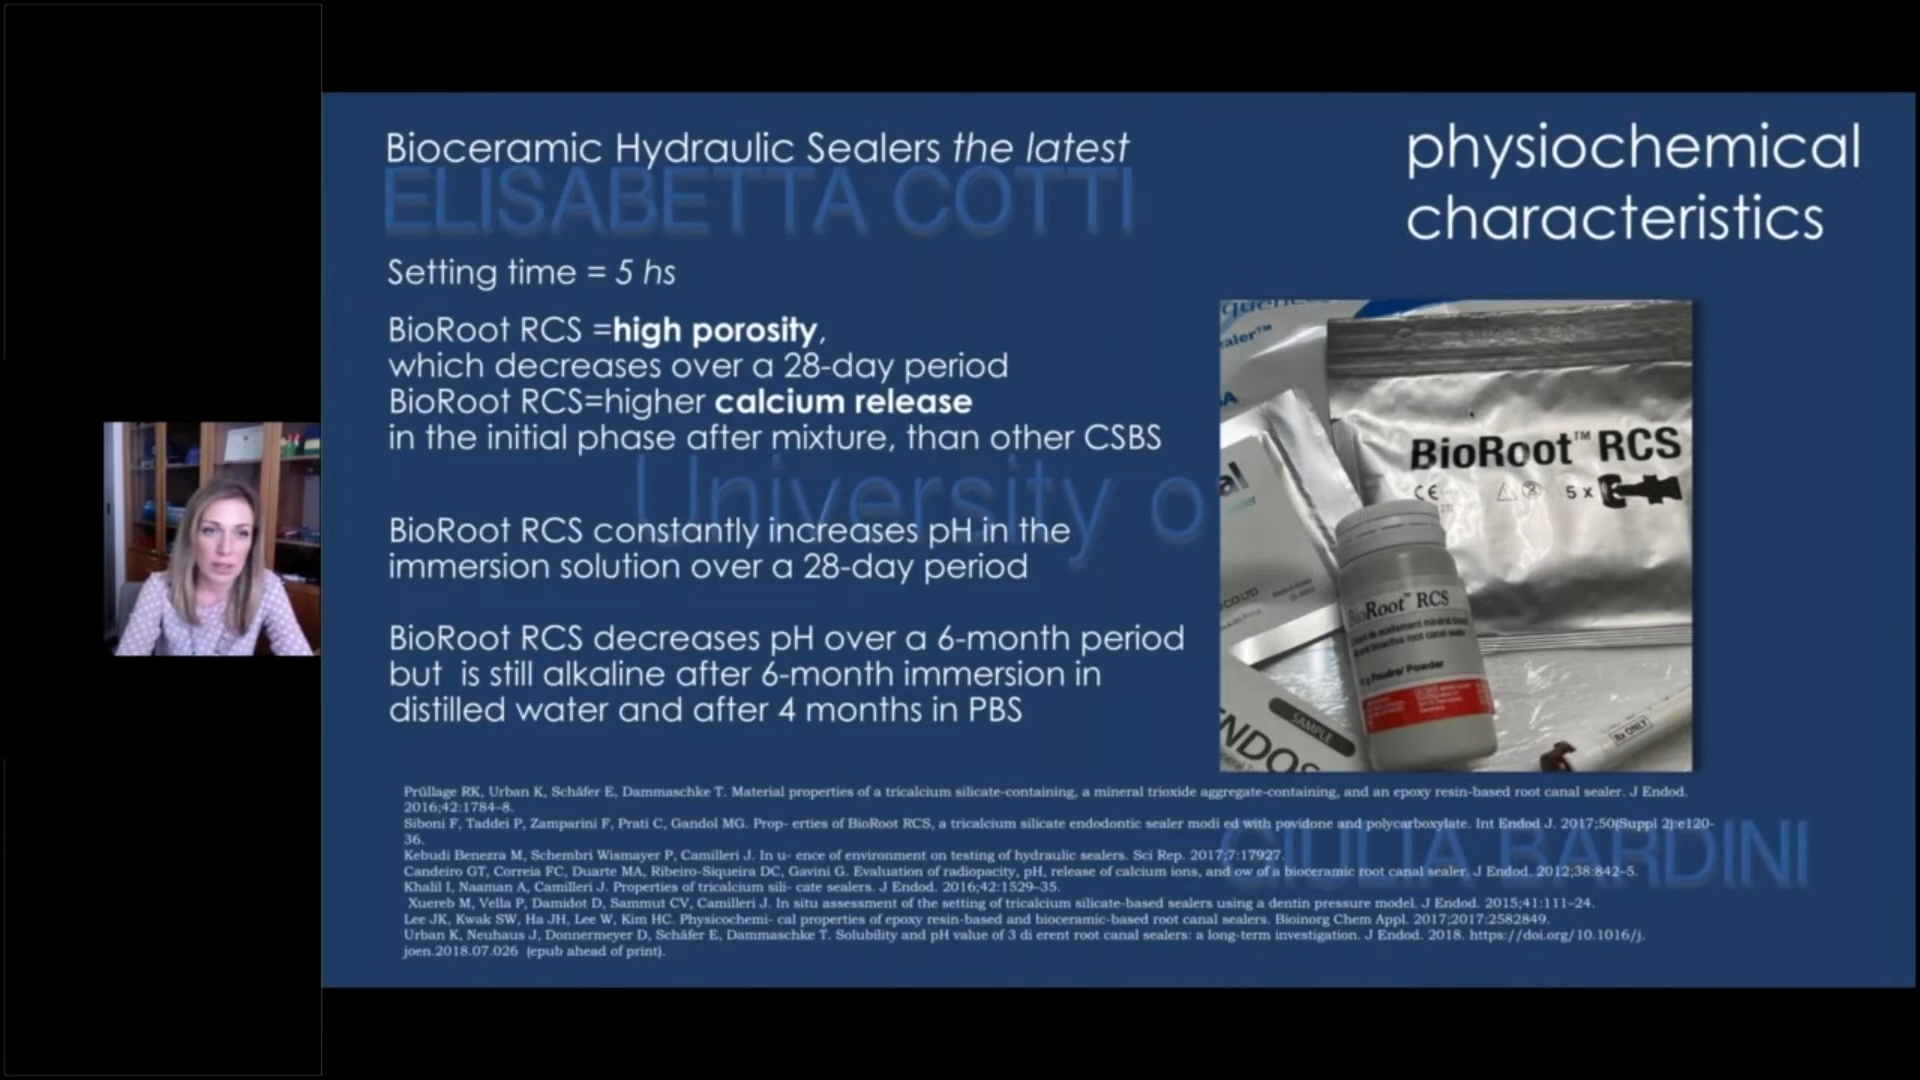 Bioceramic Hydraulic Sealers the latest
physiochemical
characteristics
ELISABETTA COTTI
Setting time = 5 hs
BioRoot RCS =high porosity,
which decreases over a 28-day period
BioRoot RCS=higher calcium release
in the initial phase after mixture, than other CSBS
University o
BioRoot RCS constantly increases pH in the
immersion solution over a 28-day period
BioRoot RCS decreases pH over a 6-month period
but is still alkaline after 6-month immersion in
distilled water and after 4 months in PBS
aler™
BioRoot™ RCS
CE
5 x
al
CO LTD
BioRoot™ RCS
Poudre/ Powder
SAMPLE
NDOS
Rx ONLY
GIULIA BARDINI
Prüllage RK, Urban K, Schäfer E, Dammaschke T. Material properties of a tricalcium silicate-containing, a mineral trioxide aggregate-containing, and an epoxy resin-based root canal sealer. J Endod.
2016;42:1784–8.
Siboni F, Taddei P, Zamparini F, Prati C, Gandol MG. Prop- erties of BioRoot RCS, a tricalcium silicate endodontic sealer modi ed with povidone and polycarboxylate. Int Endod J. 2017;50(Suppl 2):e120-
36.
Kebudi Benezra M, Schembri Wismayer P, Camilleri J. In u- ence of environment on testing of hydraulic sealers. Sci Rep. 2017;7:17927.
Candeiro GT, Correia FC, Duarte MA, Ribeiro-Siqueira DC, Gavini G. Evaluation of radiopacity, pH, release of calcium ions, and ow of a bioceramic root canal sealer. J Endod. 2012;38:842–5.
Khalil I, Naaman A, Camilleri J. Properties of tricalcium sili- cate sealers. J Endod. 2016;42:1529–35.
Xuereb M, Vella P, Damidot D, Sammut CV, Camilleri J. In situ assessment of the setting of tricalcium silicate-based sealers using a dentin pressure model. J Endod. 2015;41:111–24.
Lee JK, Kwak SW, Ha JH, Lee W, Kim HC. Physicochemi- cal properties of epoxy resin-based and bioceramic-based root canal sealers. Bioinorg Chem Appl. 2017;2017:2582849.
Urban K, Neuhaus J, Donnermeyer D, Schäfer E, Dammaschke T. Solubility and pH value of 3 di erent root canal sealers: a long-term investigation. J Endod. 2018. https://doi.org/10.1016/j.
joen.2018.07.026 (epub ahead of print).